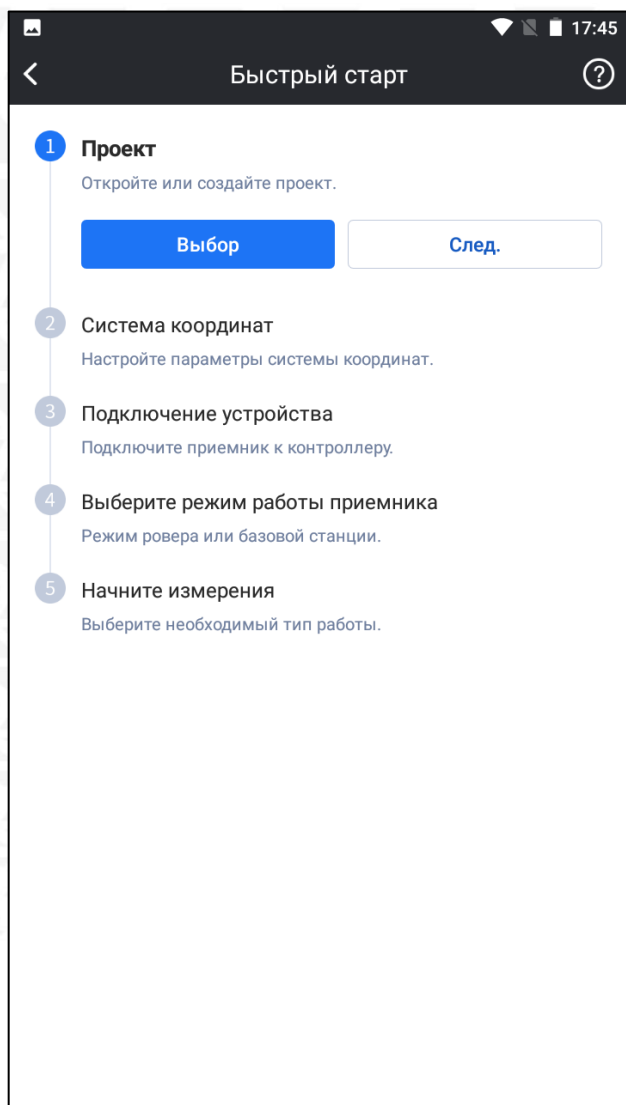 17:45
Быстрый старт
?
1 Проект
Откройте или создайте проект.
Выбор След.
2 Система координат
Настройте параметры системы координат.
3 Подключение устройства
Подключите приемник к контроллеру.
4 Выберите режим работы приемника
Режим ровера или базовой станции.
5 Начните измерения
Выберите необходимый тип работы.